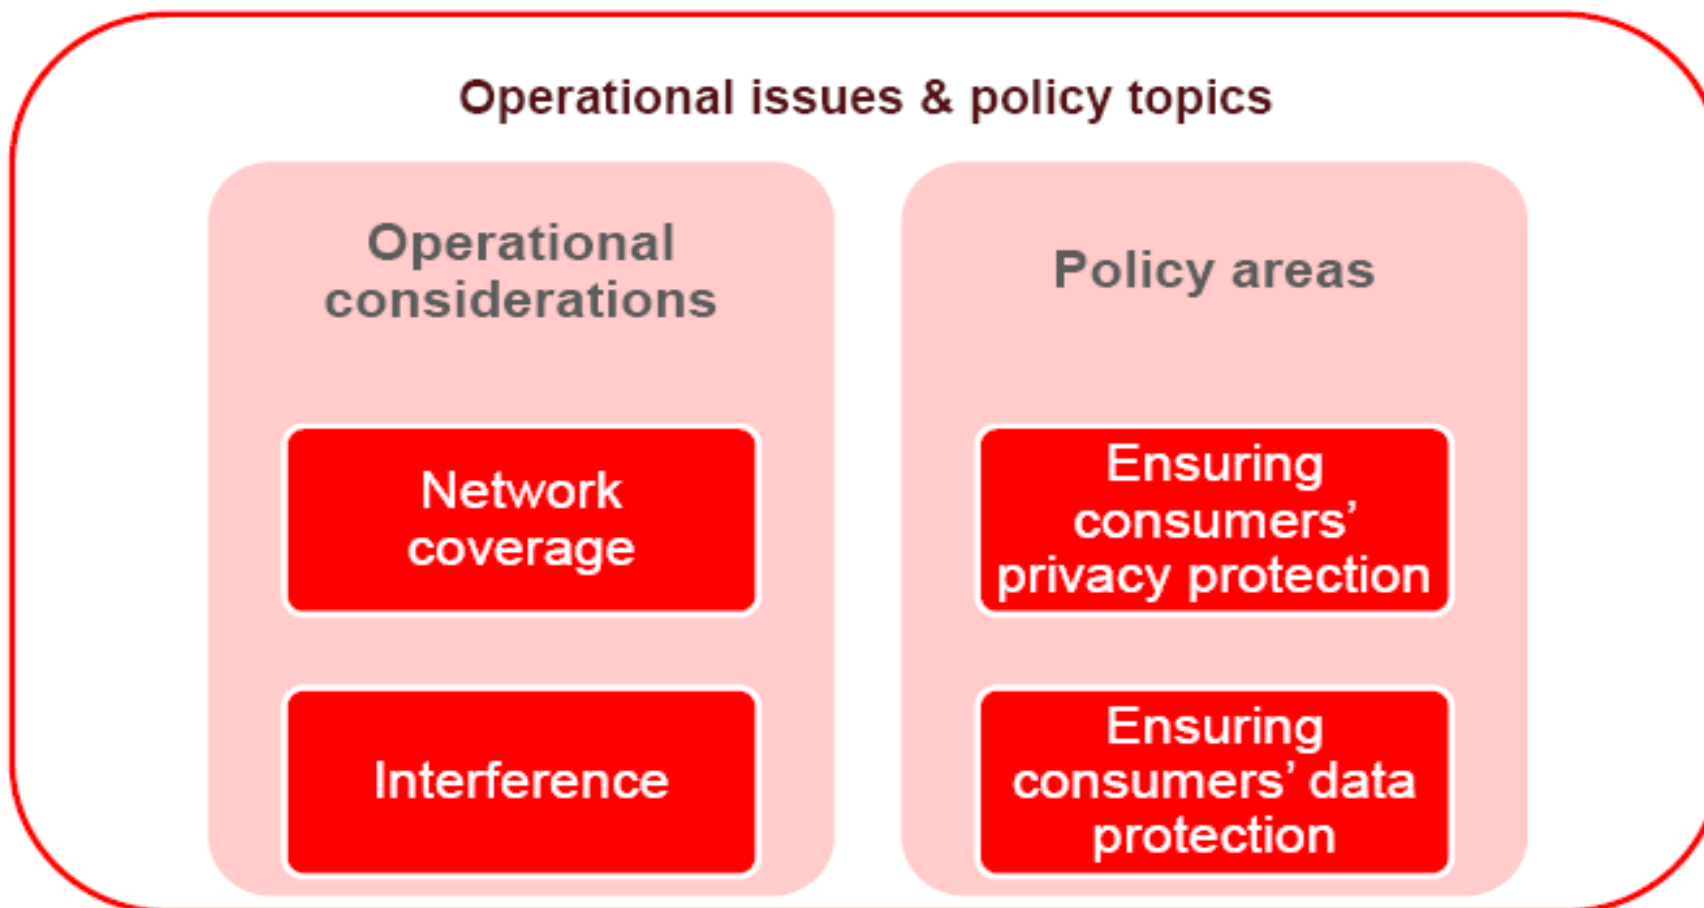 Operational issues & policy topics
Operational
considerations
Network
coverage
Interference
Policy areas
Ensuring
consumers’
privacy protection
Ensuring
consumers’ data
protection